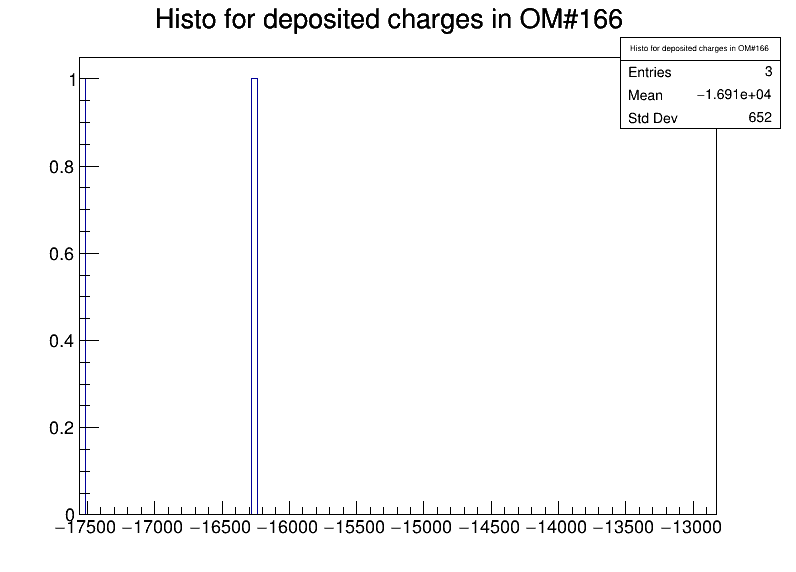 Histo for deposited charges in OM#166
Histo for deposited charges in OM#166
Entries 3
Mean −1.691e+04
Std Dev 652
1
0.8
0.6
0.4
0.2
0
−17500 −17000 −16500 −16000 −15500 −15000 −14500 −14000 −13500 −13000